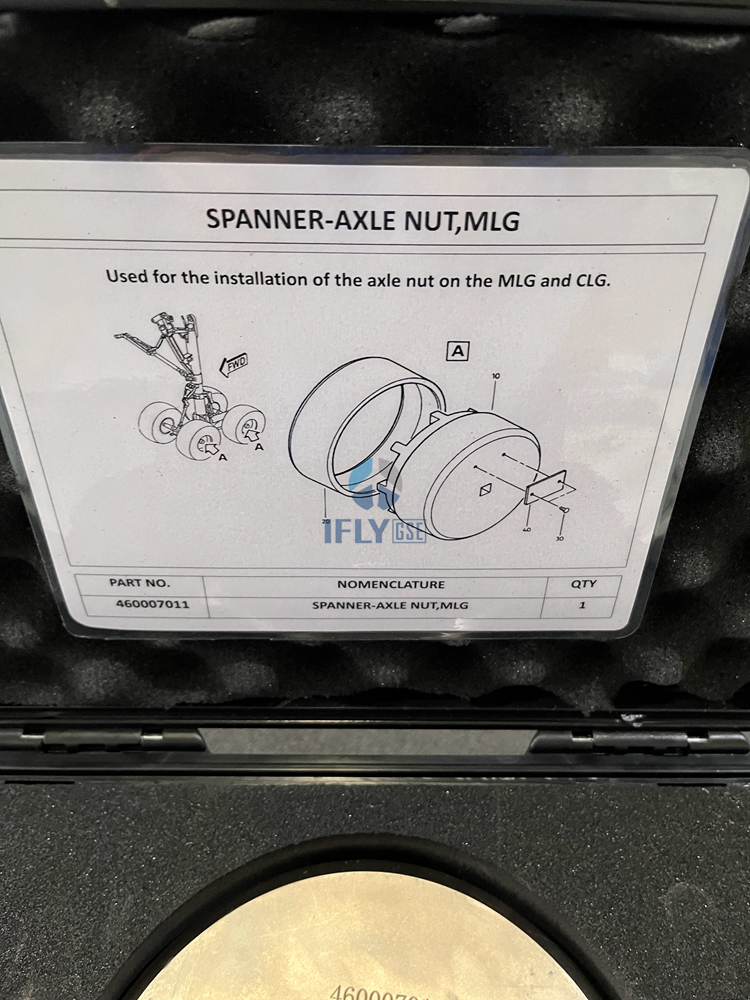 SPANNER-AXLE NUT,MLG
Used for the installation of the axle nut on the MLG and CLG.
A
FWD
10
A
A
20
40
30
IFLY GSE
PART NO. NOMENCLATURE QTY
460007011 SPANNER-AXLE NUT,MLG 1